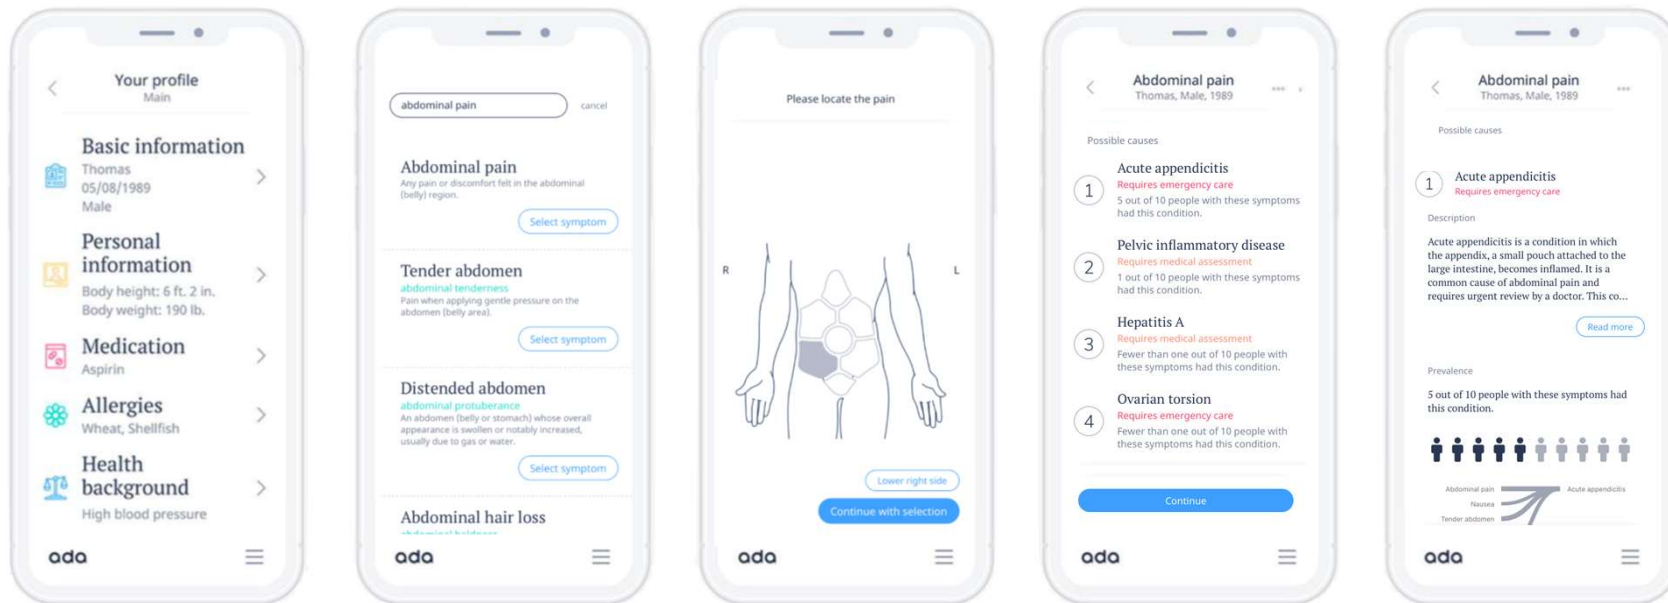 Your profile
Main
Basic information
Thomas
05/08/1989
Male
Personal
information
Body height: 6 ft. 2 in.
Body weight: 190 lb.
Medication
Aspirin
Allergies
Wheat, Shellfish
Health
background
High blood pressure
ada
abdominal pain
cancel
Abdominal pain
Any pain or discomfort felt in the abdominal
(belly) region.
Select symptom
Tender abdomen
abdominal tenderness
Pain when applying gentle pressure on the
abdomen (belly area).
Select symptom
Distended abdomen
abdominal protuberance
An abdomen (belly or stomach) whose overall
appearance is swollen or notably increased,
usually due to gas or water.
Select symptom
Abdominal hair loss
abdominal baldness
ada
Please locate the pain
R
L
Lower right side
Continue with selection
ada
Abdominal pain
Thomas, Male, 1989
Possible causes
1
Acute appendicitis
Requires emergency care
5 out of 10 people with these symptoms
had this condition.
2
Pelvic inflammatory disease
Requires medical assessment
1 out of 10 people with these symptoms
had this condition.
3
Hepatitis A
Requires medical assessment
Fewer than one out of 10 people with
these symptoms had this condition.
4
Ovarian torsion
Requires emergency care
Fewer than one out of 10 people with
these symptoms had this condition.
Continue
ada
Abdominal pain
Thomas, Male, 1989
Possible causes
1
Acute appendicitis
Requires emergency care
Description
Acute appendicitis is a condition in which
the appendix, a small pouch attached to the
large intestine, becomes inflamed. It is a
common cause of abdominal pain and
requires urgent review by a doctor. This co...
Read more
Prevalence
5 out of 10 people with these symptoms had
this condition.
Abdominal pain
Acute appendicitis
Nausea
Tender abdomen
ada